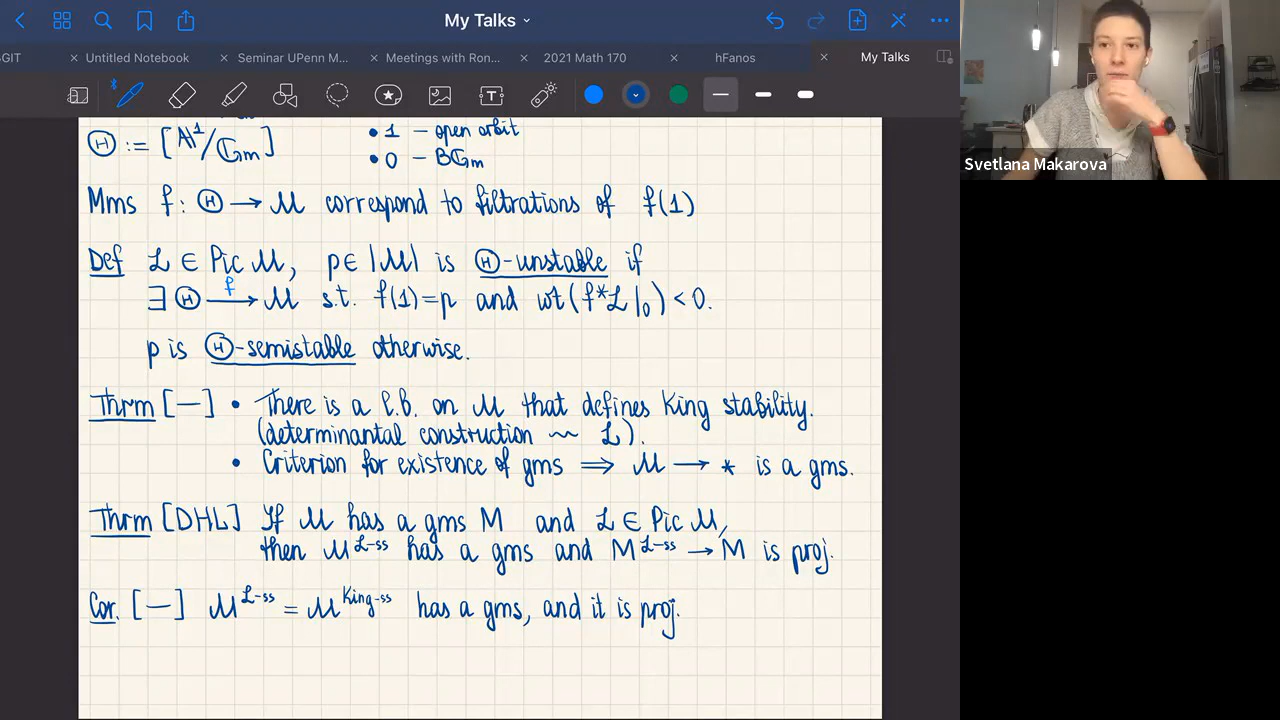 My Talks
GIT
Untitled Notebook
Seminar UPenn M...
Meetings with Ron...
2021 Math 170
hFanos
My Talks
Svetlana Makarova
Θ := [A¹/𝔾m]
• 1 – open orbit
• 0 – B𝔾m
Mms f: Θ → ℳ correspond to filtrations of f(1)
Def ℒ ∈ Pic ℳ, p ∈ |ℳ| is Θ-unstable if
∃ Θ –f→ ℳ s.t. f(1)=p and wt(f*ℒ|₀) < 0.
p is Θ-semistable otherwise.
Thrm [—] • There is a l.b. on ℳ that defines King stability.
(determinantal construction ⁓ ℒ).
• Criterion for existence of gms ⟹ ℳ → * is a gms.
Thrm [DHL] If ℳ has a gms M and ℒ ∈ Pic ℳ,
then ℳ^ℒ-ss has a gms and M^ℒ-ss → M is proj.
Cor. [—] ℳ^ℒ-ss = ℳ^King-ss has a gms, and it is proj.